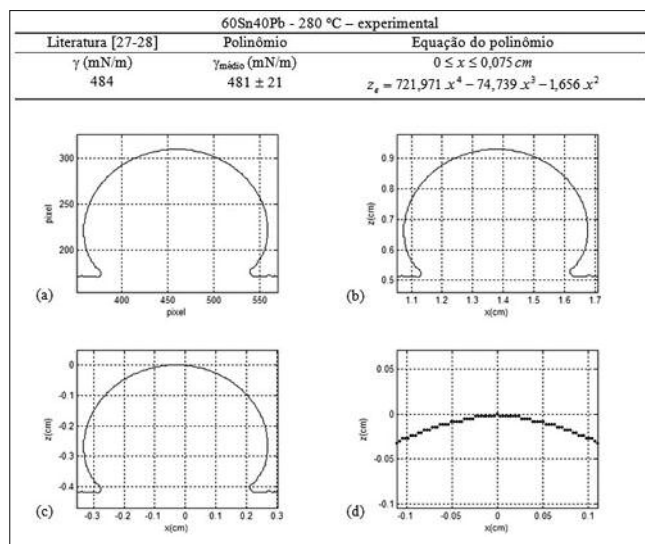 60Sn40Pb - 280 °C – experimental
Literatura [27-28] Polinômio Equação do polinômio
γ (mN/m) γmédio (mN/m) 0 ≤ x ≤ 0,075 cm
484 481 ± 21 z_e = 721,971 x^4 − 74,739 x^3 − 1,656 x^2
300
250
200
pixel
400 450 500 550
pixel
(a)
0.9
0.8
0.7
0.6
0.5
z(cm)
1.1 1.2 1.3 1.4 1.5 1.6 1.7
x(cm)
(b)
0
-0.1
-0.2
-0.3
-0.4
z(cm)
-0.3 -0.2 -0.1 0 0.1 0.2 0.3
x(cm)
(c)
0.05
0
-0.05
-0.1
z(cm)
-0.1 -0.05 0 0.05 0.1
x(cm)
(d)